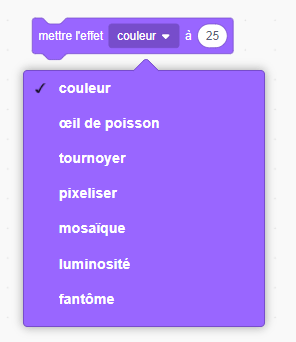 mettre l'effet couleur à 25
couleur
œil de poisson
tournoyer
pixeliser
mosaïque
luminosité
fantôme